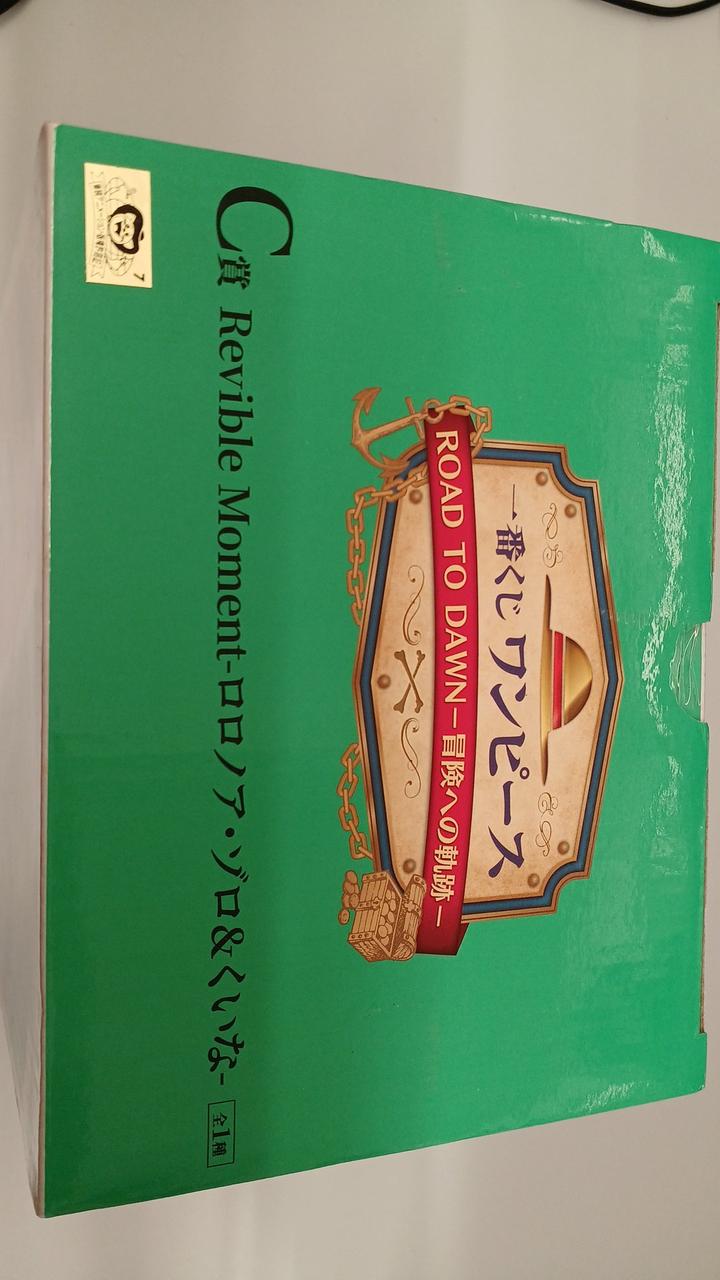 一番くじ ワンピース
ROAD TO DAWN－冒険への軌跡－
C賞 Revible Moment-ロロノア・ゾロ&くいな-
全1種
7